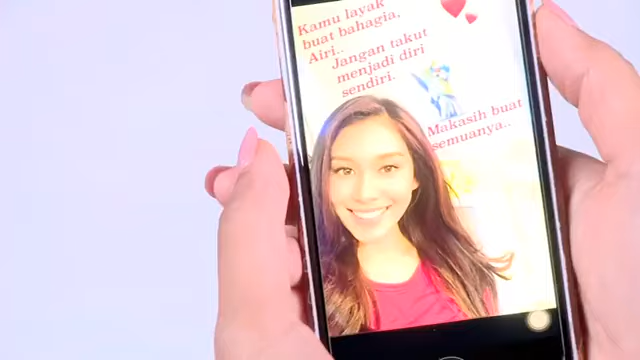 Kamu layak
buat bahagia,
Airi..
Jangan takut
menjadi diri
sendiri.
Makasih buat
semuanya..